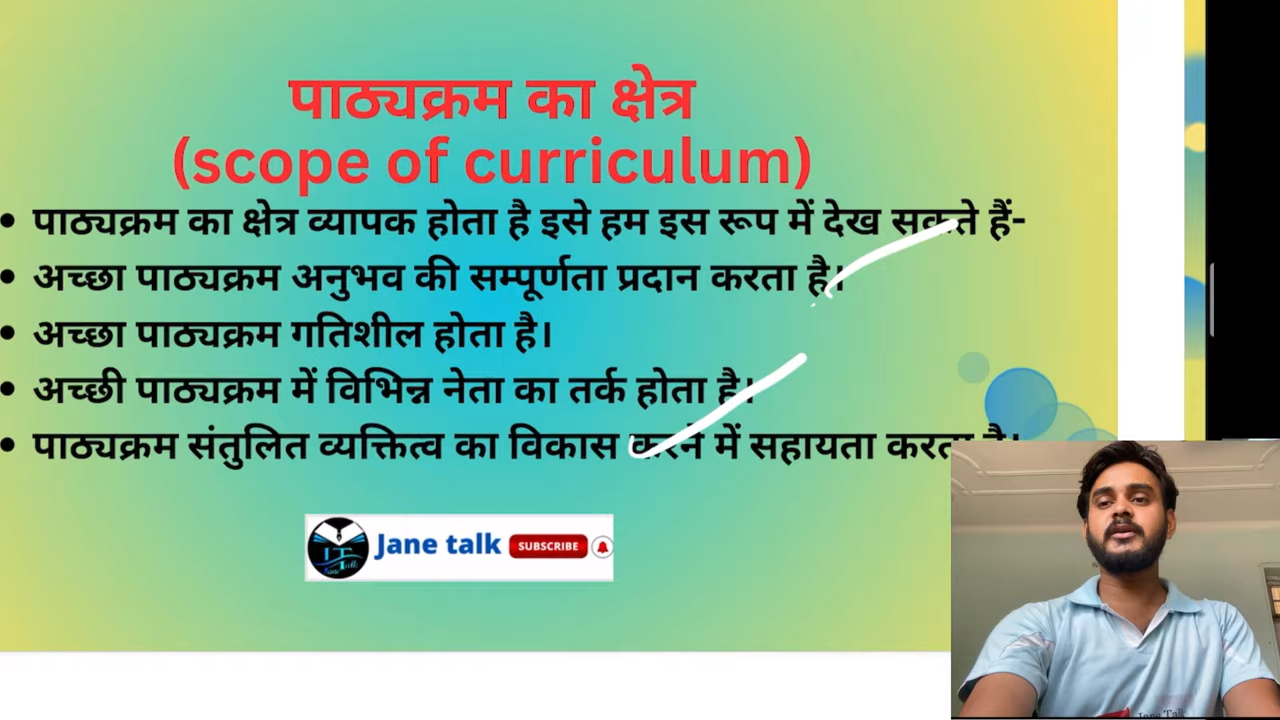 पाठ्यक्रम का क्षेत्र
(scope of curriculum)
• पाठ्यक्रम का क्षेत्र व्यापक होता है इसे हम इस रूप में देख सकते हैं-
• अच्छा पाठ्यक्रम अनुभव की सम्पूर्णता प्रदान करता है।
• अच्छा पाठ्यक्रम गतिशील होता है।
• अच्छी पाठ्यक्रम में विभिन्न नेता का तर्क होता है।
• पाठ्यक्रम संतुलित व्यक्तित्व का विकास करने में सहायता करता है।
Jane talk SUBSCRIBE
Jane Talk